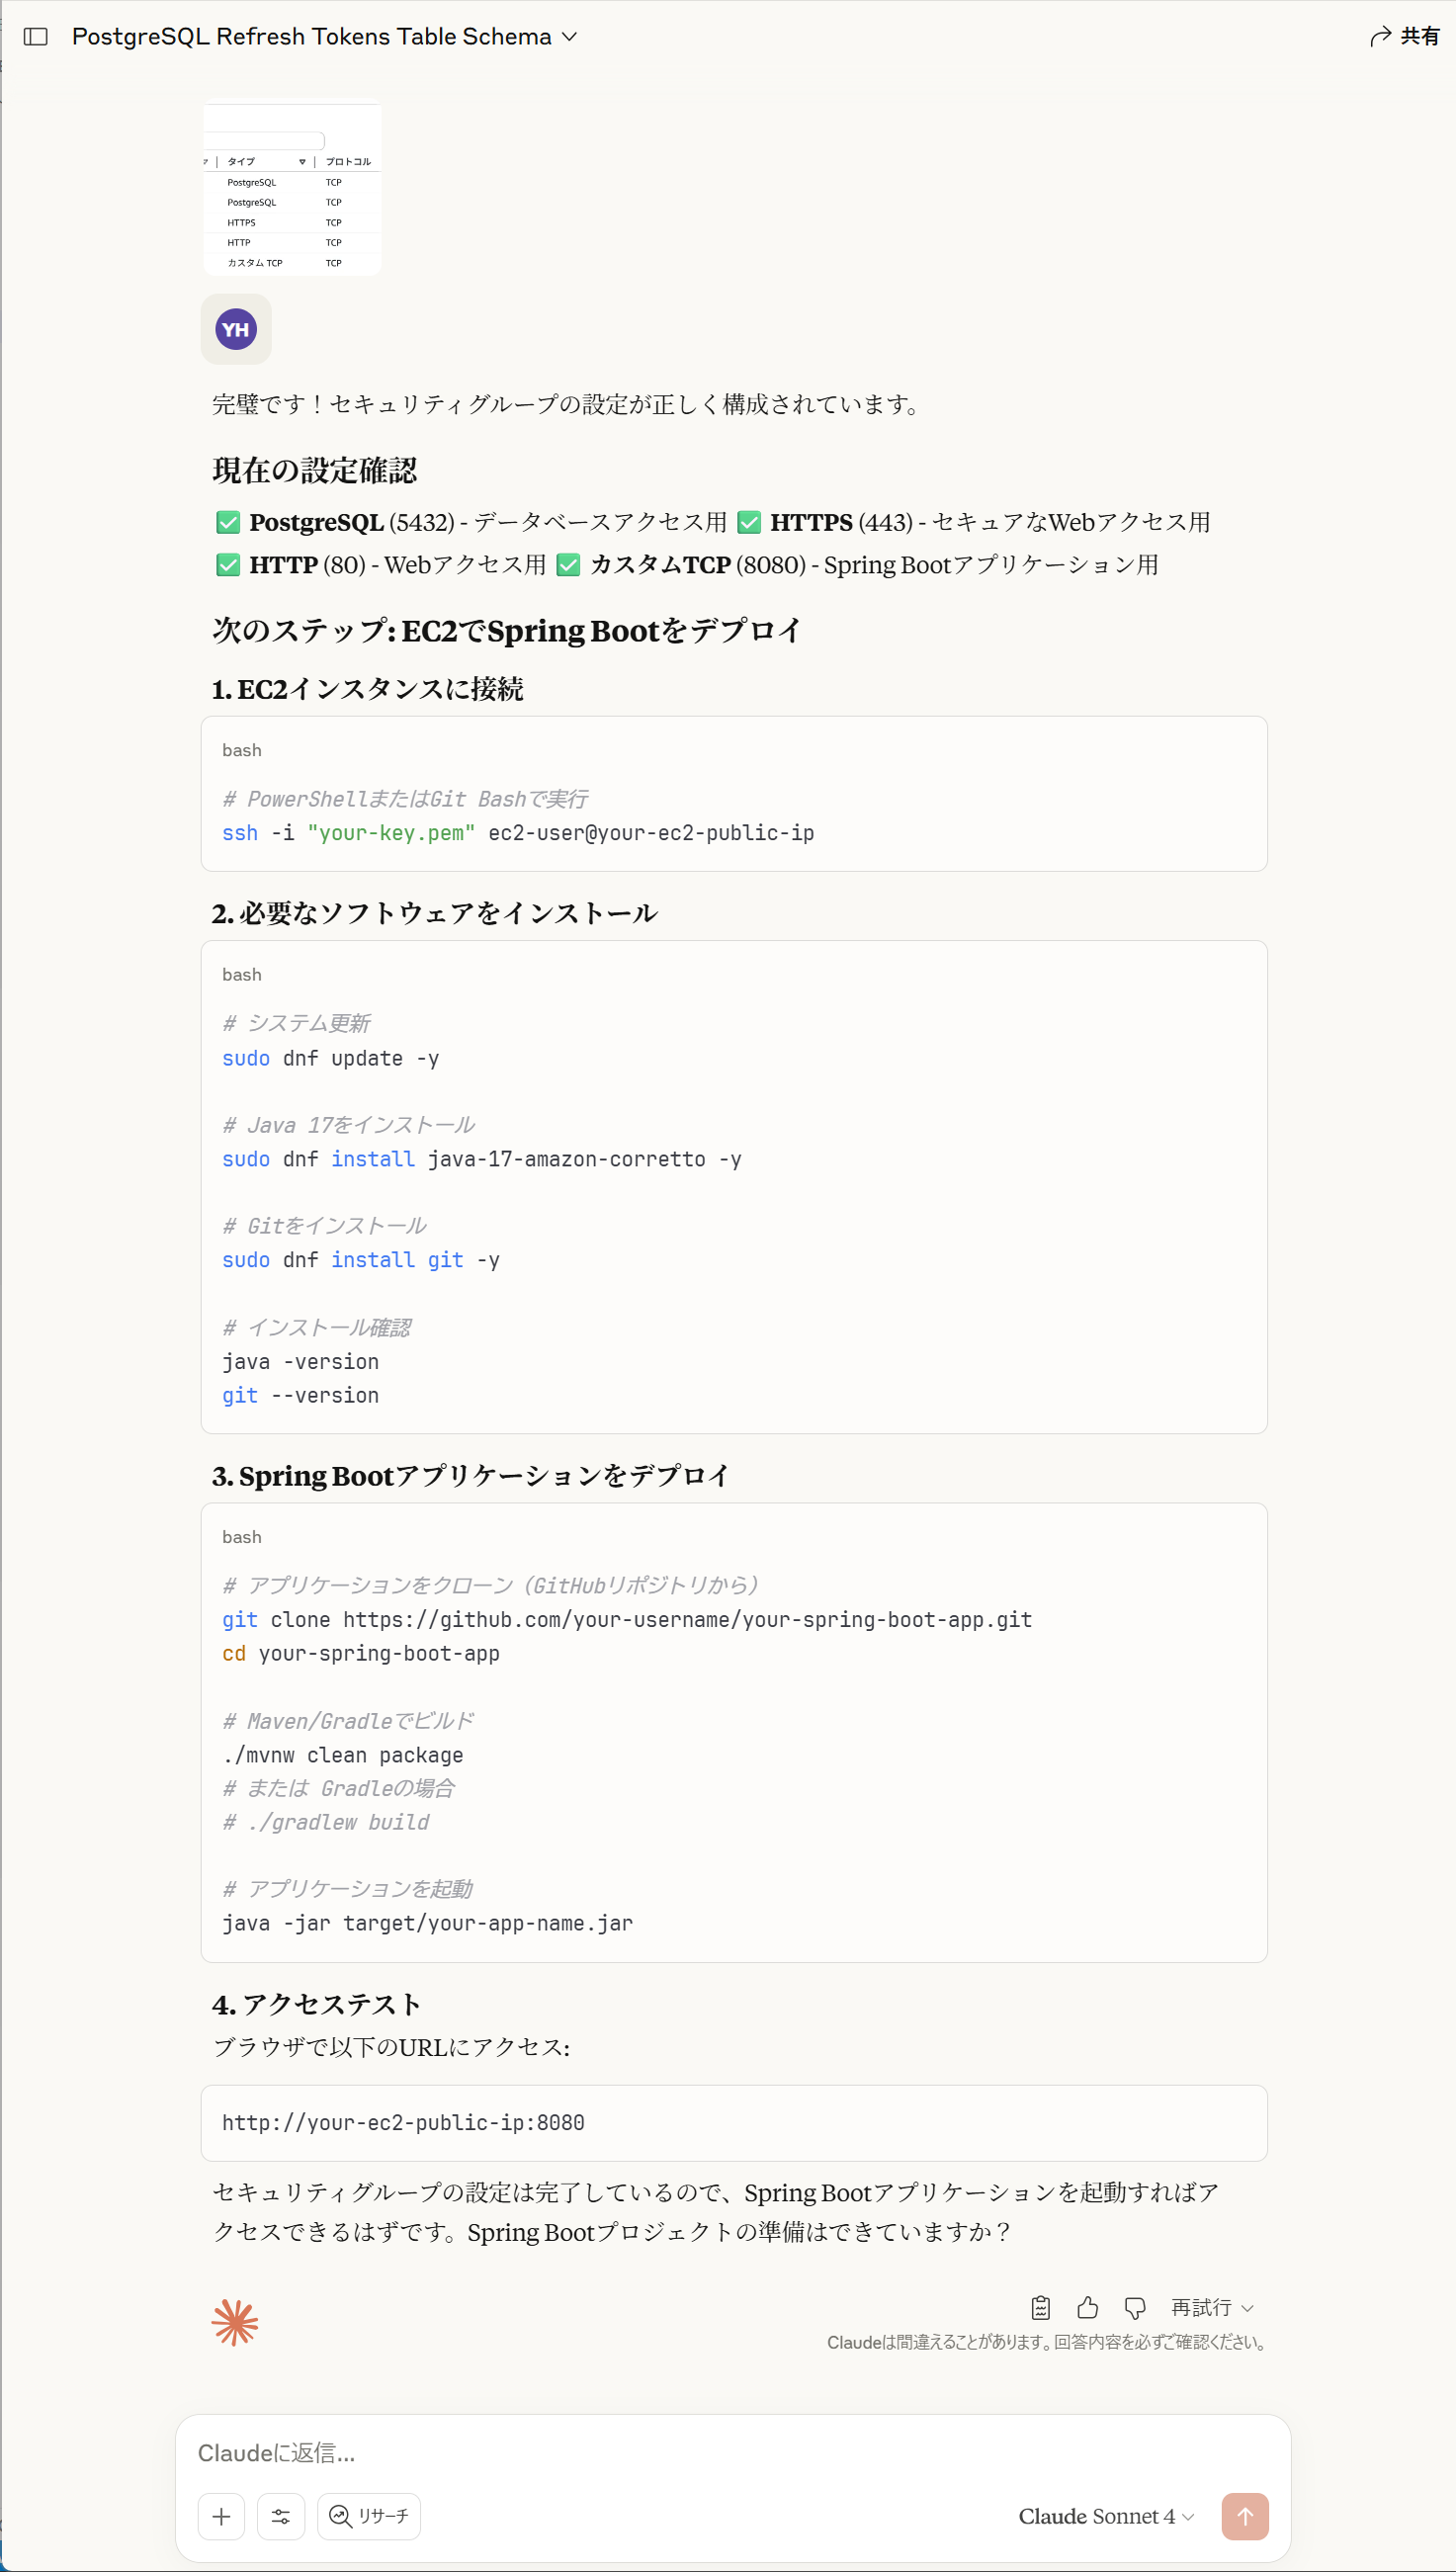 PostgreSQL Refresh Tokens Table Schema
共有
タイプ プロトコル
PostgreSQL TCP
PostgreSQL TCP
HTTPS TCP
HTTP TCP
カスタム TCP TCP
YH
完璧です！セキュリティグループの設定が正しく構成されています。
現在の設定確認
✅ PostgreSQL (5432) - データベースアクセス用 ✅ HTTPS (443) - セキュアなWebアクセス用
✅ HTTP (80) - Webアクセス用 ✅ カスタムTCP (8080) - Spring Bootアプリケーション用
次のステップ: EC2でSpring Bootをデプロイ
1. EC2インスタンスに接続
bash
# PowerShellまたはGit Bashで実行
ssh -i "your-key.pem" ec2-user@your-ec2-public-ip
2. 必要なソフトウェアをインストール
bash
# システム更新
sudo dnf update -y
# Java 17をインストール
sudo dnf install java-17-amazon-corretto -y
# Gitをインストール
sudo dnf install git -y
# インストール確認
java -version
git --version
3. Spring Bootアプリケーションをデプロイ
bash
# アプリケーションをクローン（GitHubリポジトリから）
git clone https://github.com/your-username/your-spring-boot-app.git
cd your-spring-boot-app
# Maven/Gradleでビルド
./mvnw clean package
# または Gradleの場合
# ./gradlew build
# アプリケーションを起動
java -jar target/your-app-name.jar
4. アクセステスト
ブラウザで以下のURLにアクセス:
http://your-ec2-public-ip:8080
セキュリティグループの設定は完了しているので、Spring Bootアプリケーションを起動すればア
クセスできるはずです。Spring Bootプロジェクトの準備はできていますか？
再試行
Claudeは間違えることがあります。回答内容を必ずご確認ください。
Claudeに返信...
リサーチ
Claude Sonnet 4